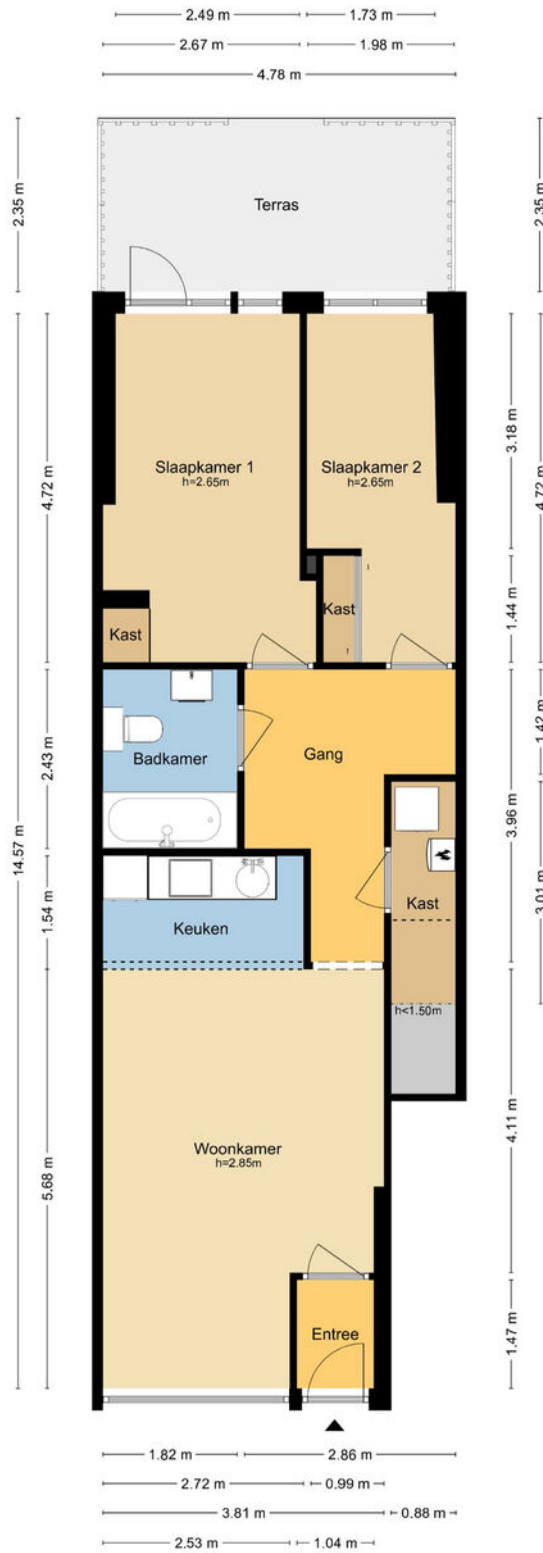 2.49 m
1.73 m
2.67 m
1.98 m
4.78 m
2.35 m
2.35 m
Terras
14.57 m
4.72 m
3.18 m
4.72 m
Slaapkamer 1
h=2.65m
Slaapkamer 2
h=2.65m
1.44 m
Kast
Kast
2.43 m
1.42 m
Badkamer
Gang
3.96 m
3.01 m
1.54 m
Keuken
Kast
h<1.50m
5.68 m
4.11 m
Woonkamer
h=2.85m
Entree
1.47 m
1.82 m
2.86 m
2.72 m
0.99 m
3.81 m
0.88 m
2.53 m
1.04 m